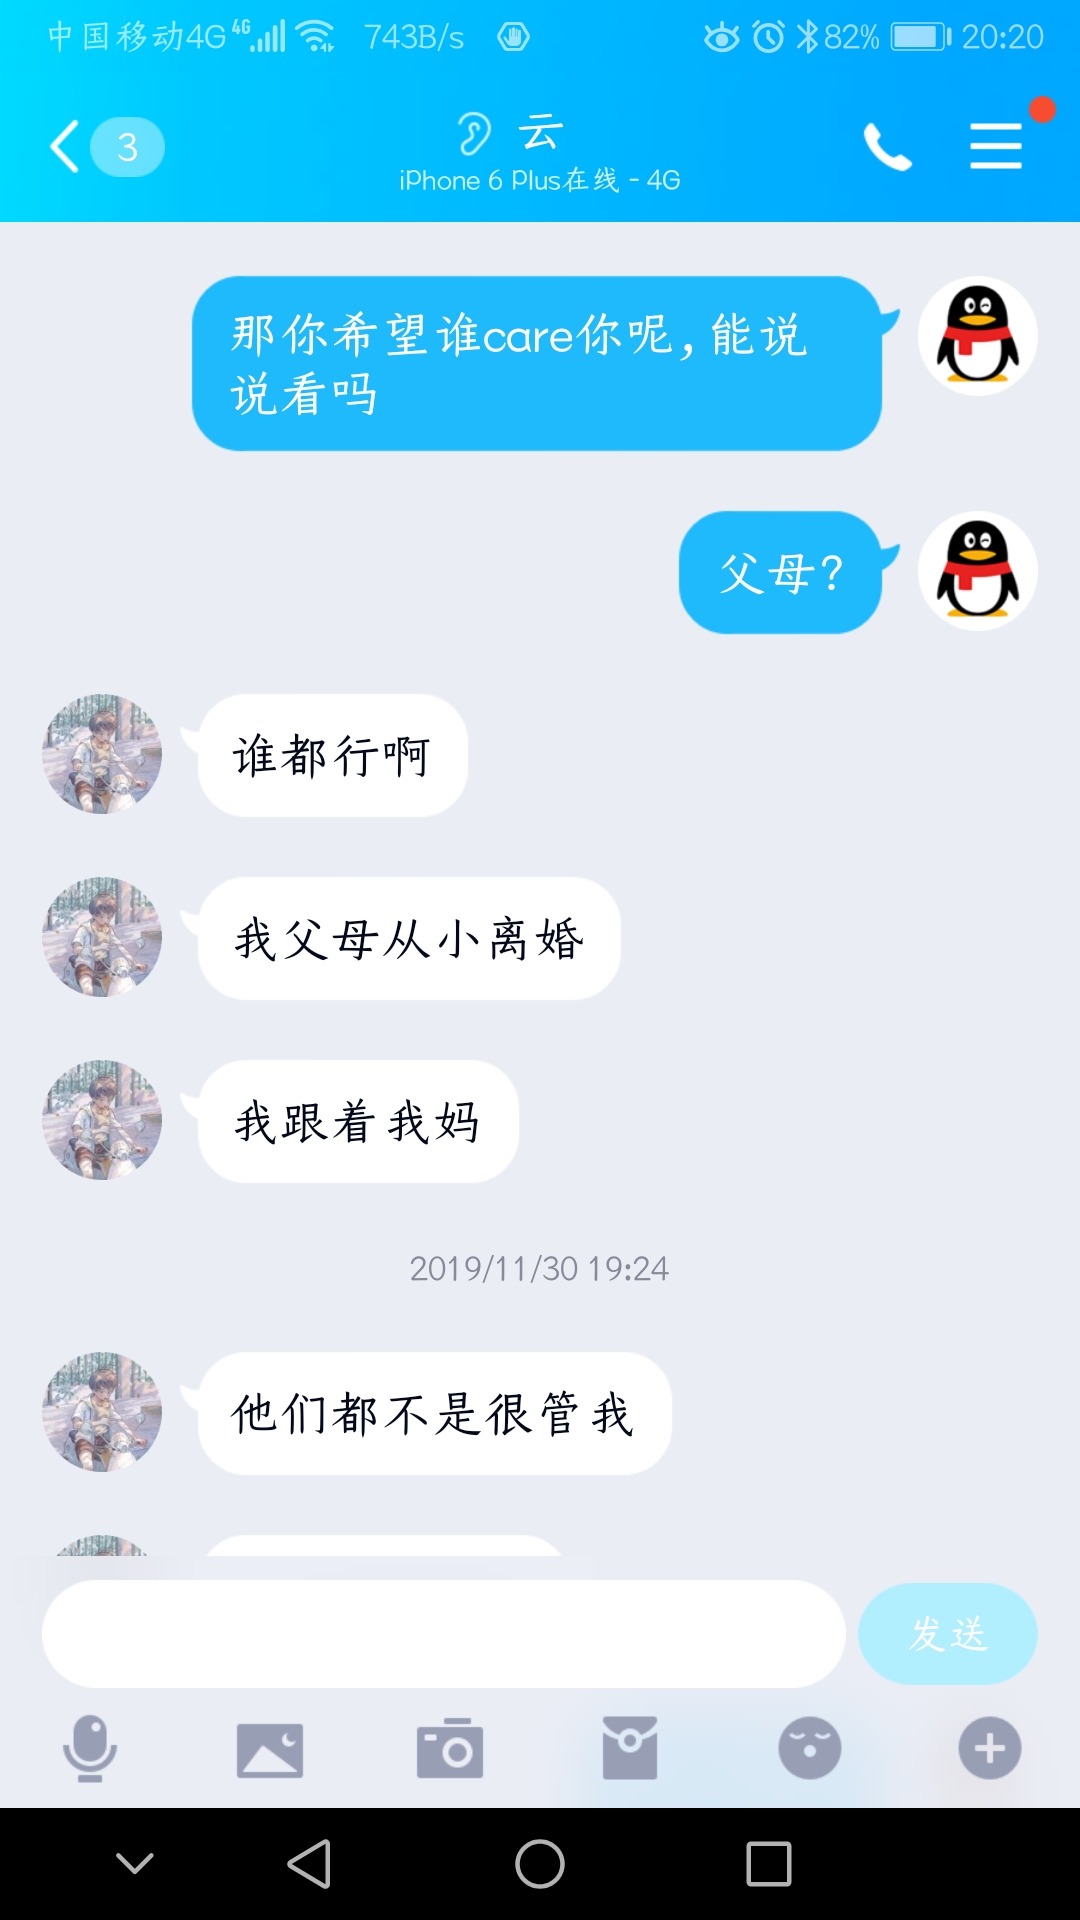 中国移动4G 4G 743B/s 82% 20:20
3
云
iPhone 6 Plus在线 - 4G
那你希望谁care你呢,能说
说看吗
父母?
谁都行啊
我父母从小离婚
我跟着我妈
2019/11/30 19:24
他们都不是很管我
发送